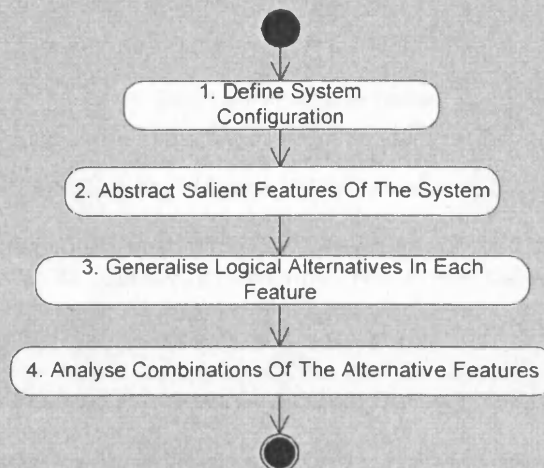 1. Define System
Configuration
2. Abstract Salient Features Of The System
3. Generalise Logical Alternatives In Each
Feature
4. Analyse Combinations Of The Alternative Features